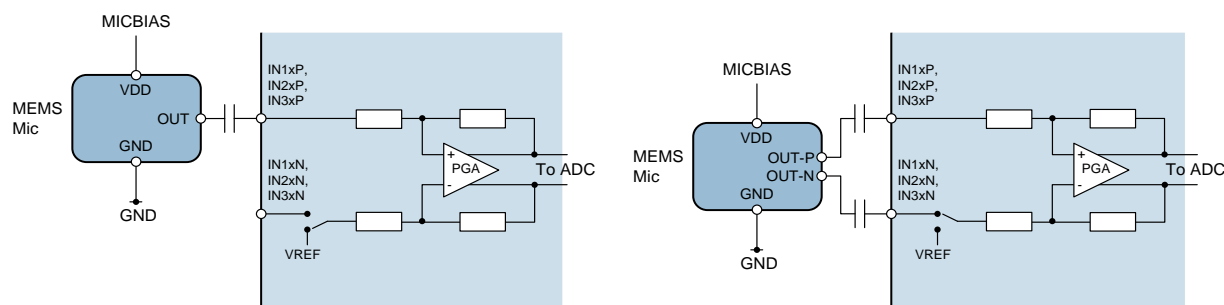 MICBIAS
MEMS
Mic
VDD
OUT
GND
GND
IN1xP,
IN2xP,
IN3xP
IN1xN,
IN2xN,
IN3xN
VREF
+
PGA
-
To ADC
MICBIAS
MEMS
Mic
VDD
OUT-P
OUT-N
GND
GND
IN1xP,
IN2xP,
IN3xP
IN1xN,
IN2xN,
IN3xN
VREF
+
PGA
-
To ADC